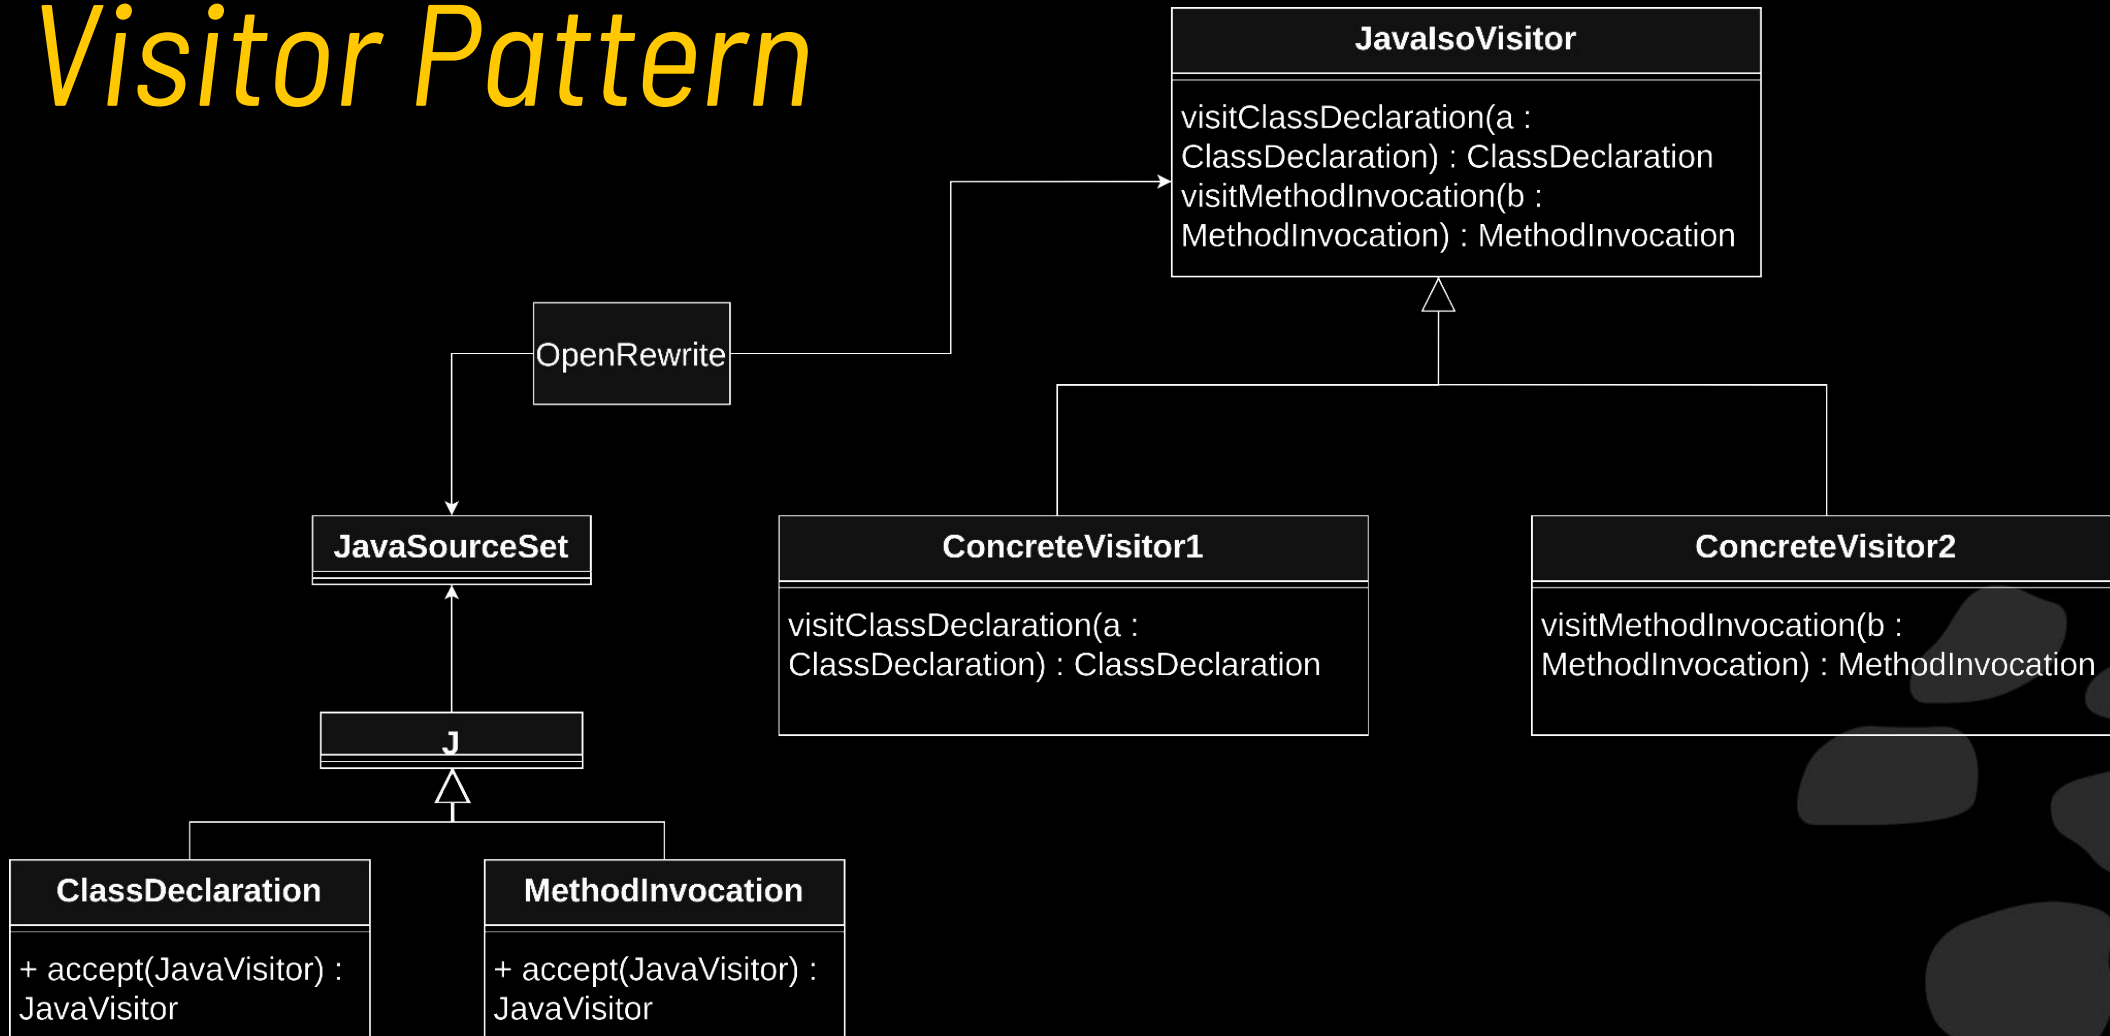 Visitor Pattern
JavaIsoVisitor
visitClassDeclaration(a :
ClassDeclaration) : ClassDeclaration
visitMethodInvocation(b :
MethodInvocation) : MethodInvocation
OpenRewrite
JavaSourceSet
ConcreteVisitor1
visitClassDeclaration(a :
ClassDeclaration) : ClassDeclaration
ConcreteVisitor2
visitMethodInvocation(b :
MethodInvocation) : MethodInvocation
J
ClassDeclaration
+ accept(JavaVisitor) :
JavaVisitor
MethodInvocation
+ accept(JavaVisitor) :
JavaVisitor